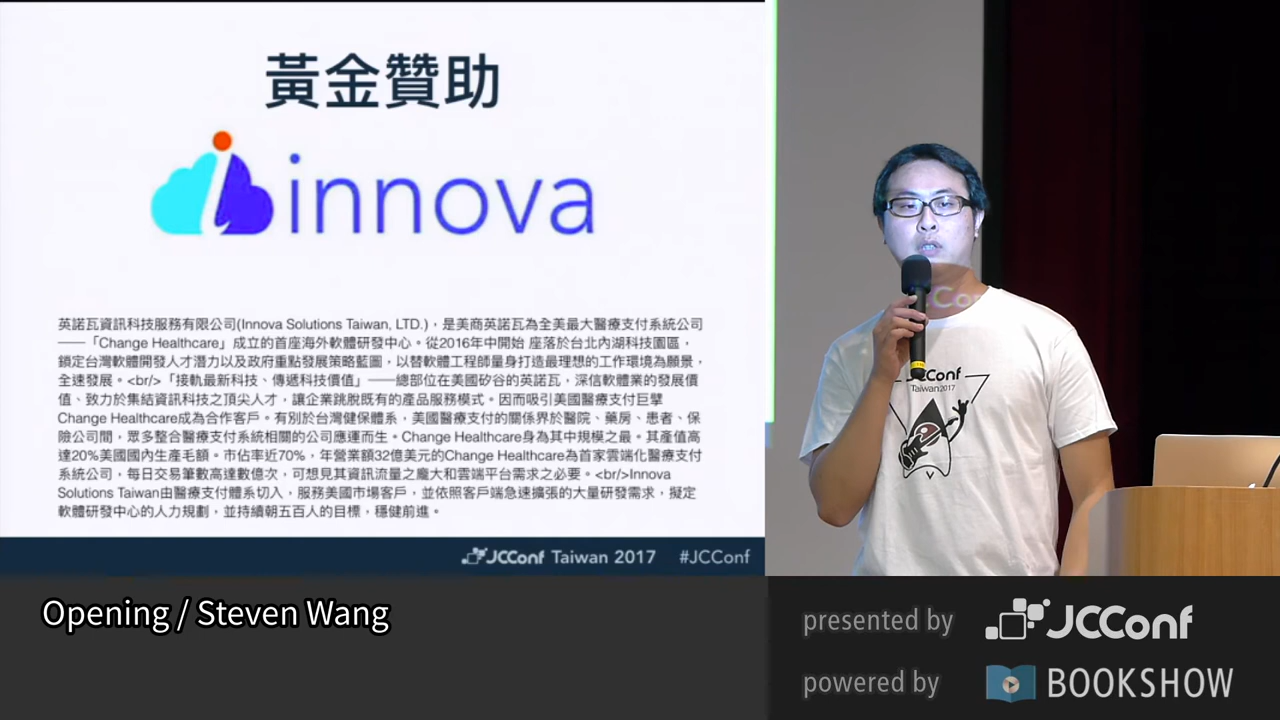 黃金贊助
innova
英諾瓦資訊科技服務有限公司(Innova Solutions Taiwan, LTD.)，是美商英諾瓦為全美最大醫療支付系統公司
——「Change Healthcare」成立的首座海外軟體研發中心。從2016年中開始 座落於台北內湖科技園區，
鎖定台灣軟體開發人才潛力以及政府重點發展策略藍圖，以替軟體工程師量身打造最理想的工作環境為願景，
全速發展。<br/>「接軌最新科技、傳遞科技價值」——總部位在美國矽谷的英諾瓦，深信軟體業的發展價
值、致力於集結資訊科技之頂尖人才，讓企業跳脫既有的產品服務模式。因而吸引美國醫療支付巨擘
Change Healthcare成為合作客戶。有別於台灣健保體系，美國醫療支付的關係界於醫院、藥房、患者、保
險公司間，眾多整合醫療支付系統相關的公司應運而生。Change Healthcare身為其中規模之最。其產值高
達20%美國國內生產毛額。市佔率近70%，年營業額32億美元的Change Healthcare為首家雲端化醫療支付
系統公司，每日交易筆數高達數億次，可想見其資訊流量之龐大和雲端平台需求之必要。<br/>Innova
Solutions Taiwan由醫療支付體系切入，服務美國市場客戶，並依照客戶端急速擴張的大量研發需求，擬定
軟體研發中心的人力規劃，並持續朝五百人的目標，穩健前進。
JCConf Taiwan 2017 #JCConf
JCConf
Taiwan2017
Opening / Steven Wang
presented by JCConf
powered by BOOKSHOW